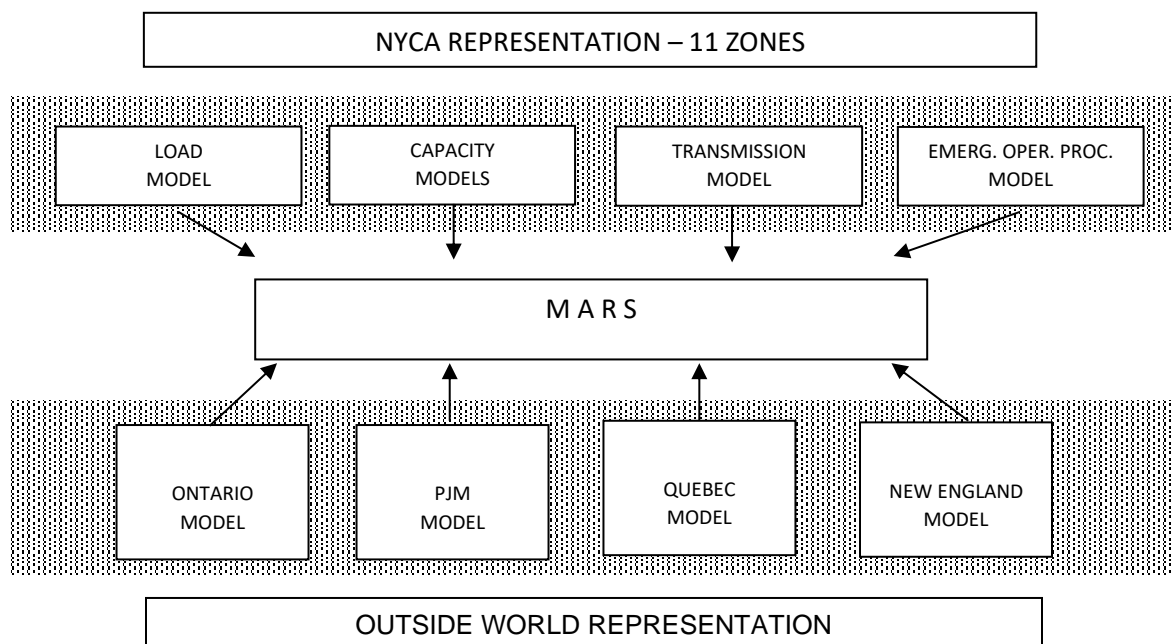 NYCA REPRESENTATION – 11 ZONES
LOAD
MODEL
CAPACITY
MODELS
TRANSMISSION
MODEL
EMERG. OPER. PROC.
MODEL
M A R S
ONTARIO
MODEL
PJM
MODEL
QUEBEC
MODEL
NEW ENGLAND
MODEL
OUTSIDE WORLD REPRESENTATION